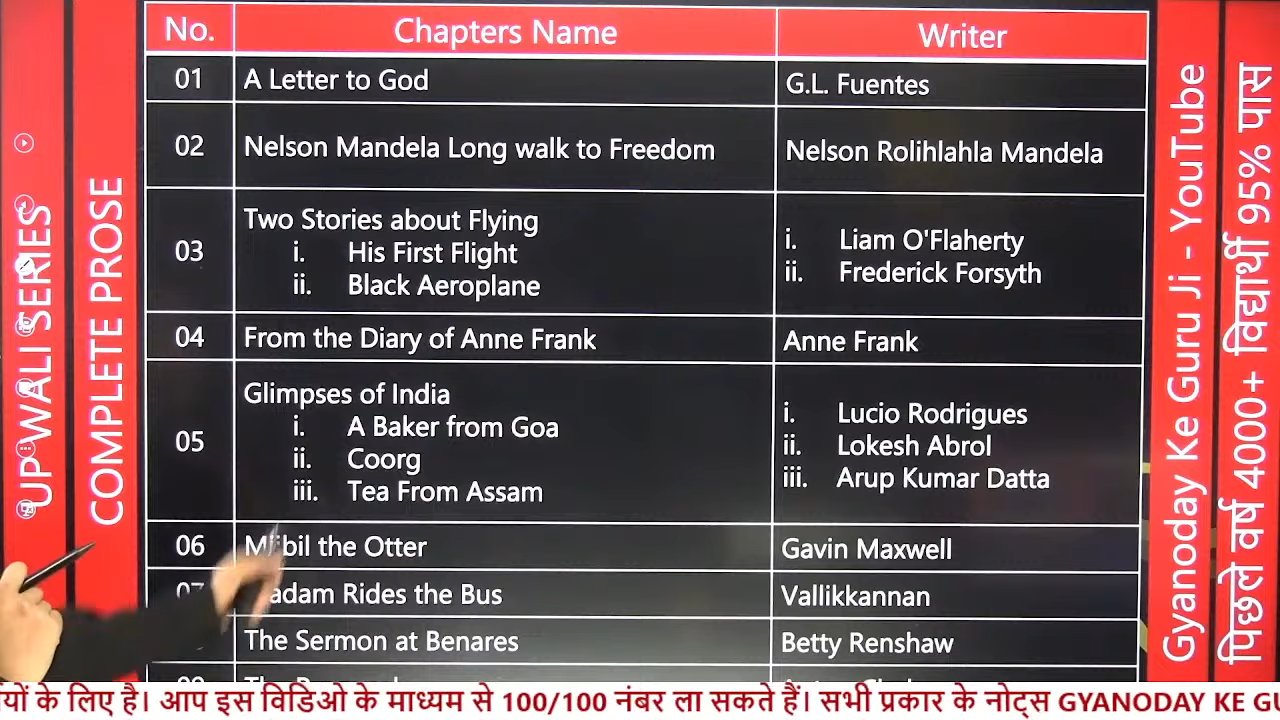 No. Chapters Name Writer
01 A Letter to God G.L. Fuentes
02 Nelson Mandela Long walk to Freedom Nelson Rolihlahla Mandela
03 Two Stories about Flying
i. His First Flight i. Liam O'Flaherty
ii. Black Aeroplane ii. Frederick Forsyth
04 From the Diary of Anne Frank Anne Frank
05 Glimpses of India
i. A Baker from Goa i. Lucio Rodrigues
ii. Coorg ii. Lokesh Abrol
iii. Tea From Assam iii. Arup Kumar Datta
06 the Otter Gavin Maxwell
Rides the Bus Vallikkannan
The Sermon at Benares Betty Renshaw
UP WALI SERIES
COMPLETE PROSE
Gyanoday Ke Guru Ji - YouTube
पिछले वर्ष 4000+ विद्यार्थी 95% पास
के लिए है। आप इस विडिओ के माध्यम से 100/100 नंबर ला सकते हैं। सभी प्रकार के नोट्स GYANODAY KE